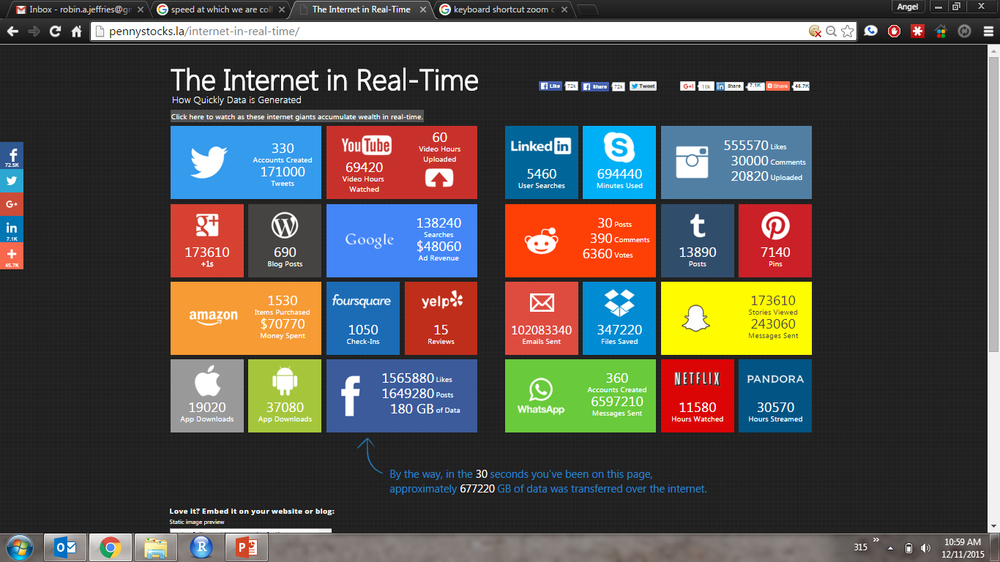 Inbox - robin.a.jeffries@gr
speed at which we are coll
The Internet in Real-Time
keyboard shortcut zoom c
Angel
pennystocks.la/internet-in-real-time/
The Internet in Real-Time
How Quickly Data is Generated
Click here to watch as these internet giants accumulate wealth in real-time.
Like 72k
Share 72k
Tweet
G+1 10k
in Share 7.1K
Share 45.7K
72.5K
G+
in
7.1K
45.7K
330
Accounts Created
171000
Tweets
YouTube
69420
Video Hours
Watched
60
Video Hours
Uploaded
Linked in
5460
User Searches
694440
Minutes Used
555570 Likes
30000 Comments
20820 Uploaded
173610
+1s
690
Blog Posts
Google
138240
Searches
$48060
Ad Revenue
30 Posts
390 Comments
6360 Votes
13890
Posts
7140
Pins
amazon
1530
Items Purchased
$70770
Money Spent
foursquare
1050
Check-Ins
yelp
15
Reviews
102083340
Emails Sent
347220
Files Saved
173610
Stories Viewed
243060
Messages Sent
19020
App Downloads
37080
App Downloads
1565880 Likes
1649280 Posts
180 GB of Data
WhatsApp
360
Accounts Created
6597210
Messages Sent
NETFLIX
11580
Hours Watched
PANDORA
30570
Hours Streamed
By the way, in the 30 seconds you've been on this page,
approximately 677220 GB of data was transferred over the internet.
Love it? Embed it on your website or blog:
Static image preview
315
10:59 AM
12/11/2015